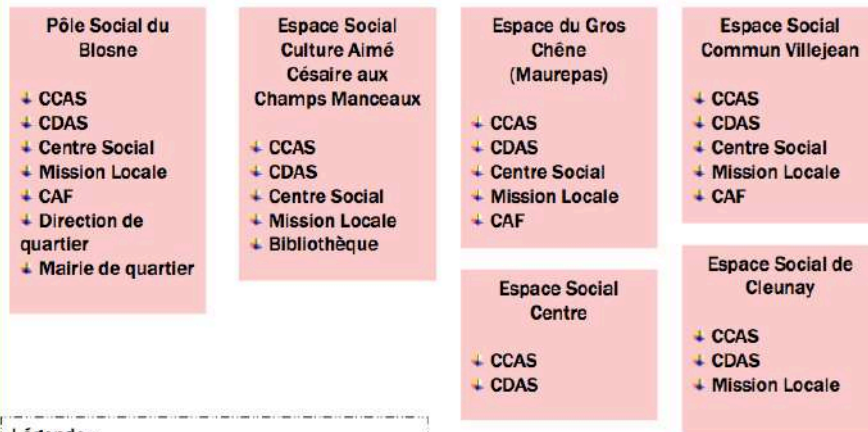 Pôle Social du
Blosne
CCAS
CDAS
Centre Social
Mission Locale
CAF
Direction de
quartier
Mairie de quartier
Espace Social
Culture Aimé
Césaire aux
Champs Manceaux
CCAS
CDAS
Centre Social
Mission Locale
Bibliothèque
Espace du Gros
Chêne
(Maurepas)
CCAS
CDAS
Centre Social
Mission Locale
CAF
Espace Social
Commun Villejean
CCAS
CDAS
Centre Social
Mission Locale
CAF
Espace Social
Centre
CCAS
CDAS
Espace Social de
Cleunay
CCAS
CDAS
Mission Locale